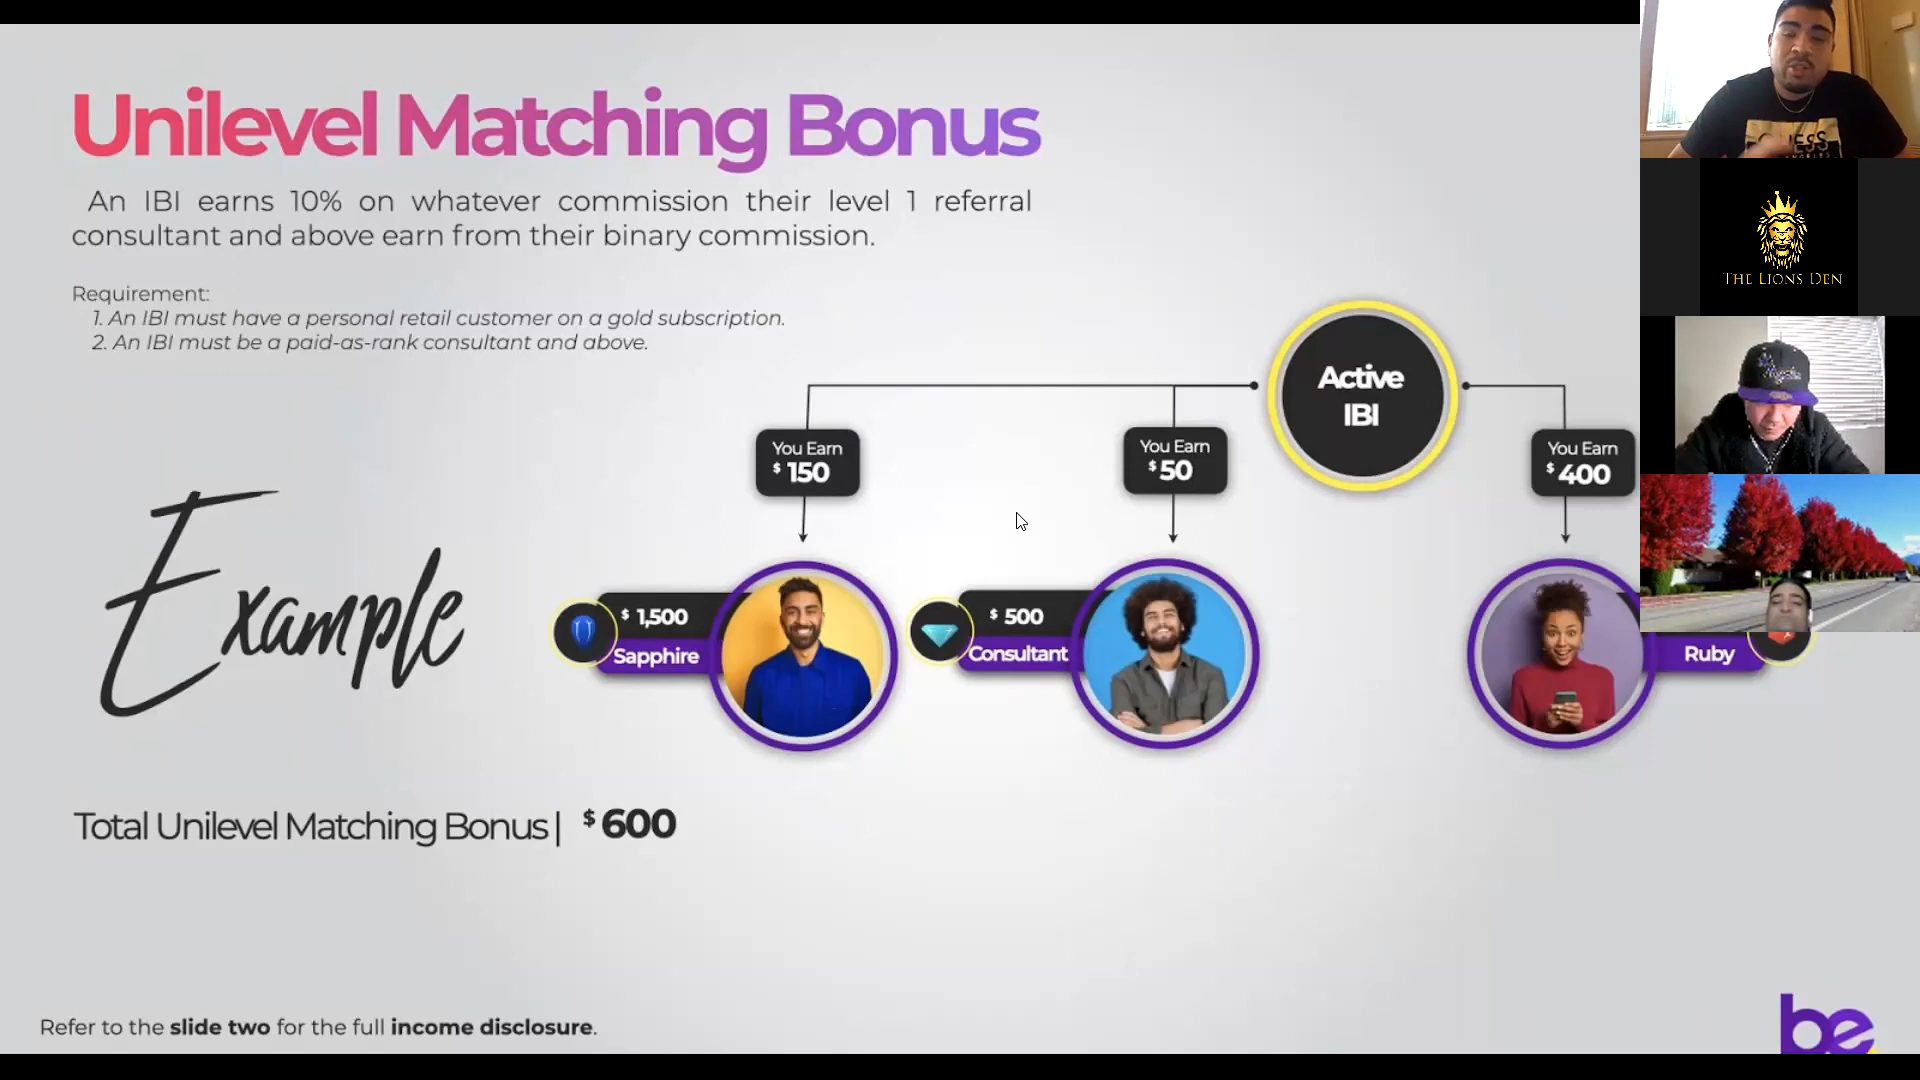 Unilevel Matching Bonus
An IBI earns 10% on whatever commission their level 1 referral
consultant and above earn from their binary commission.
Requirement:
1. An IBI must have a personal retail customer on a gold subscription.
2. An IBI must be a paid-as-rank consultant and above.
Active
IBI
You Earn
$ 150
You Earn
$ 50
You Earn
$ 400
Example
$ 1,500
Sapphire
$ 500
Consultant
Ruby
Total Unilevel Matching Bonus | $ 600
Refer to the slide two for the full income disclosure.
be
THE LIONS DEN